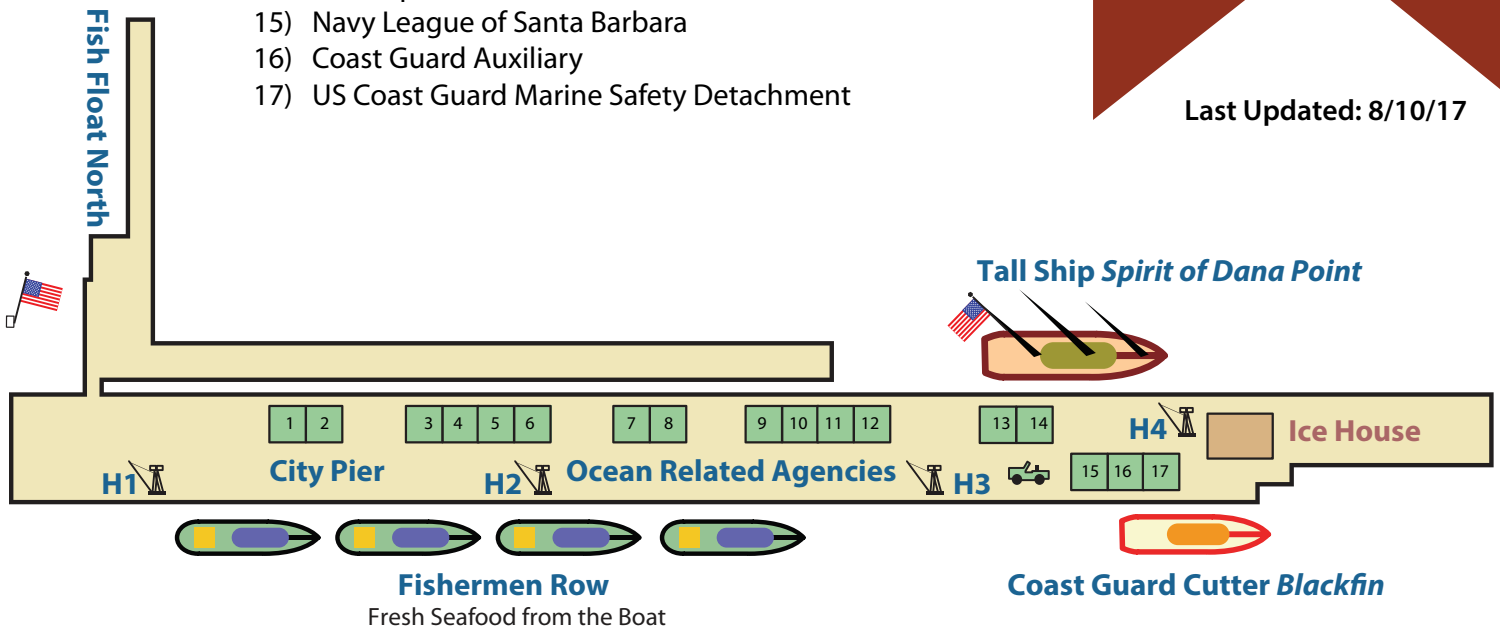 15) Navy League of Santa Barbara
16) Coast Guard Auxiliary
17) US Coast Guard Marine Safety Detachment
Last Updated: 8/10/17
Fish Float North
Tall Ship Spirit of Dana Point
1 2 3 4 5 6 7 8 9 10 11 12 13 14
H4
Ice House
H1
City Pier
H2
Ocean Related Agencies
H3
15 16 17
Fishermen Row
Fresh Seafood from the Boat
Coast Guard Cutter Blackfin